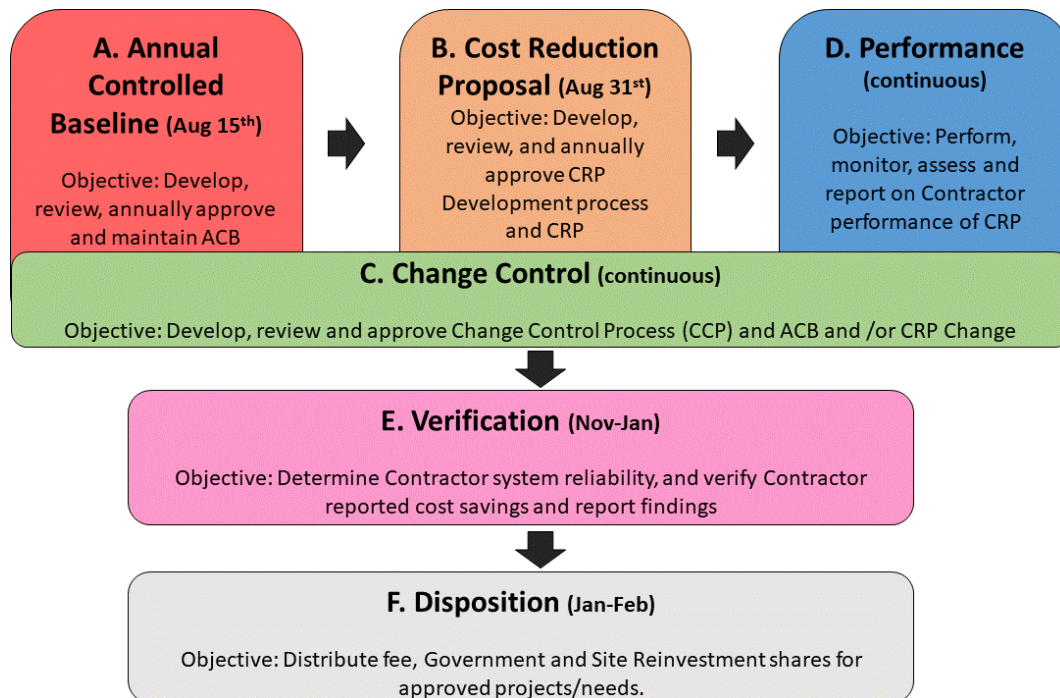 A. Annual
Controlled
Baseline (Aug 15th)
Objective: Develop,
review, annually approve
and maintain ACB
B. Cost Reduction
Proposal (Aug 31st)
Objective: Develop,
review, and annually
approve CRP
Development process
and CRP
D. Performance
(continuous)
Objective: Perform,
monitor, assess and
report on Contractor
performance of CRP
C. Change Control (continuous)
Objective: Develop, review and approve Change Control Process (CCP) and ACB and /or CRP Change
E. Verification (Nov-Jan)
Objective: Determine Contractor system reliability, and verify Contractor
reported cost savings and report findings
F. Disposition (Jan-Feb)
Objective: Distribute fee, Government and Site Reinvestment shares for
approved projects/needs.